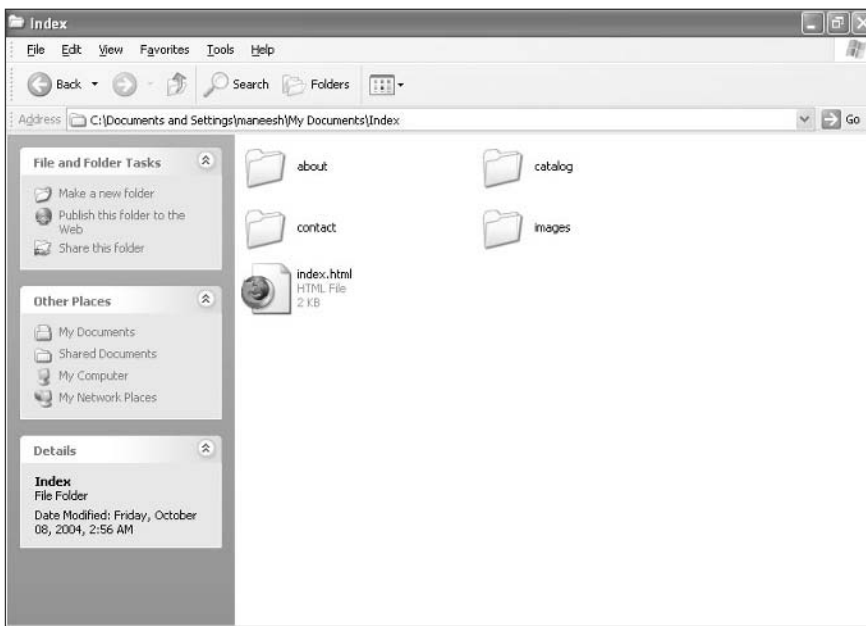 Index
File Edit View Favorites Tools Help
Back Search Folders
Address C:\Documents and Settings\maneesh\My Documents\Index Go
File and Folder Tasks
Make a new folder
Publish this folder to the
Web
Share this folder
Other Places
My Documents
Shared Documents
My Computer
My Network Places
Details
Index
File Folder
Date Modified: Friday, October
08, 2004, 2:56 AM
about
catalog
contact
images
index.html
HTML File
2 KB